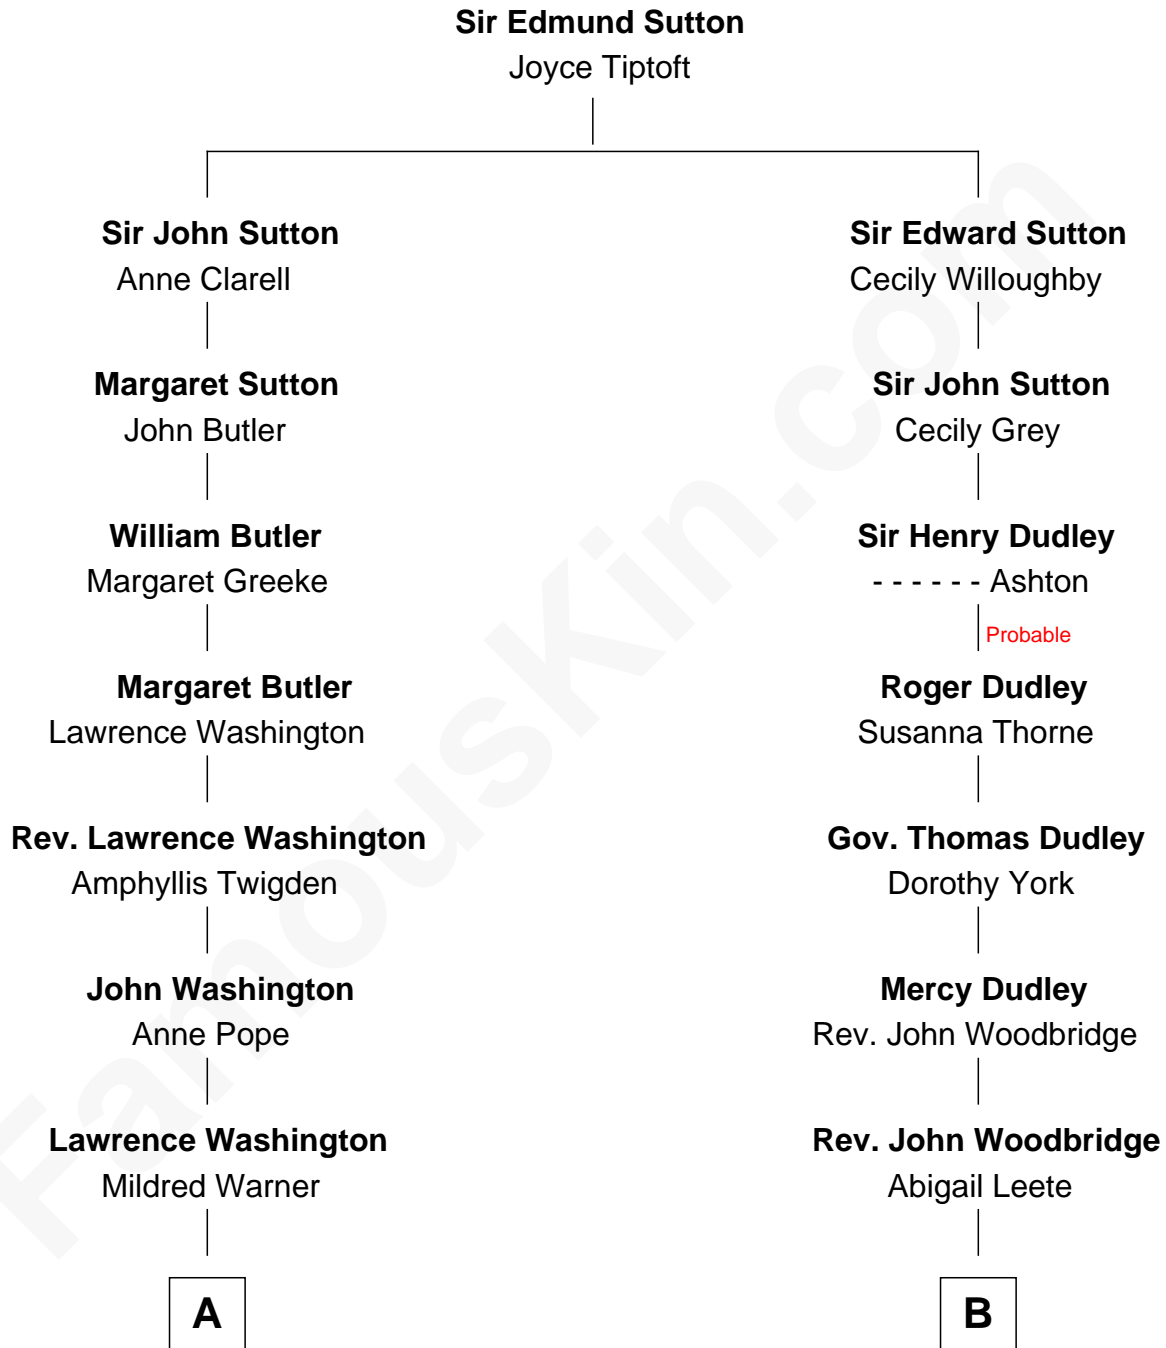 Sir Edmund Sutton
Joyce Tiptoft
Sir John Sutton
Anne Clarell
Sir Edward Sutton
Cecily Willoughby
Margaret Sutton
John Butler
Sir John Sutton
Cecily Grey
William Butler
Margaret Greeke
Sir Henry Dudley
- - - - - - Ashton
Probable
Margaret Butler
Lawrence Washington
Roger Dudley
Susanna Thorne
Rev. Lawrence Washington
Amphyllis Twigden
Gov. Thomas Dudley
Dorothy York
John Washington
Anne Pope
Mercy Dudley
Rev. John Woodbridge
Lawrence Washington
Mildred Warner
Rev. John Woodbridge
Abigail Leete
A
B
FamousKin.com